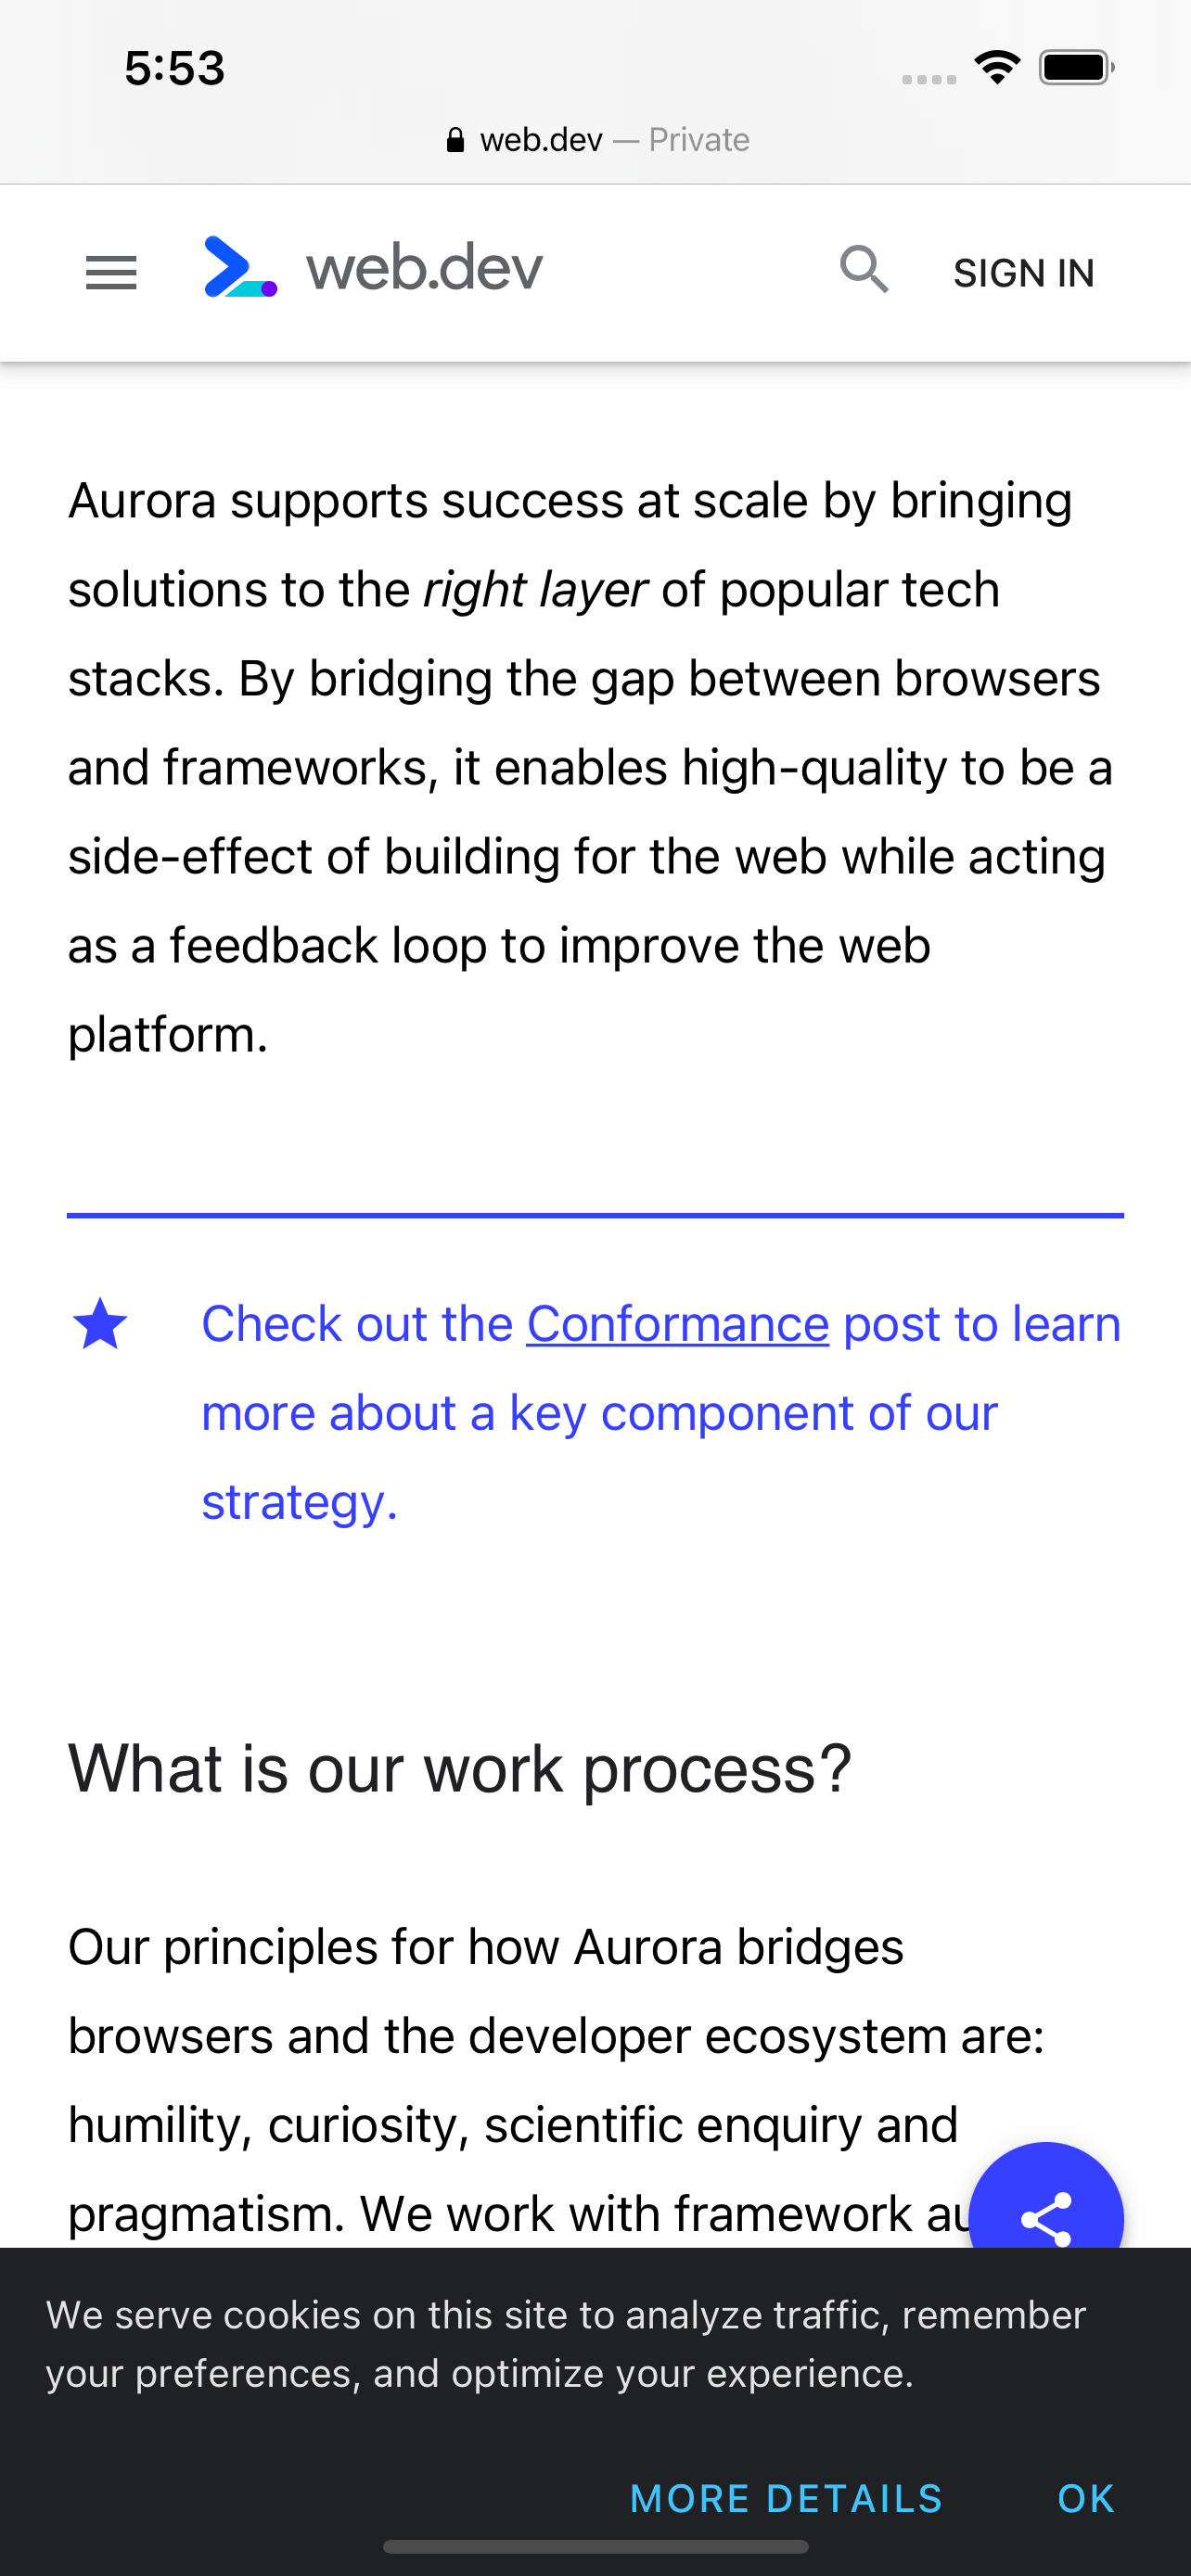 5:53
web.dev — Private
web.dev
SIGN IN
Aurora supports success at scale by bringing
solutions to the right layer of popular tech
stacks. By bridging the gap between browsers
and frameworks, it enables high-quality to be a
side-effect of building for the web while acting
as a feedback loop to improve the web
platform.
Check out the Conformance post to learn
more about a key component of our
strategy.
What is our work process?
Our principles for how Aurora bridges
browsers and the developer ecosystem are:
humility, curiosity, scientific enquiry and
pragmatism. We work with framework
We serve cookies on this site to analyze traffic, remember
your preferences, and optimize your experience.
MORE DETAILS
OK